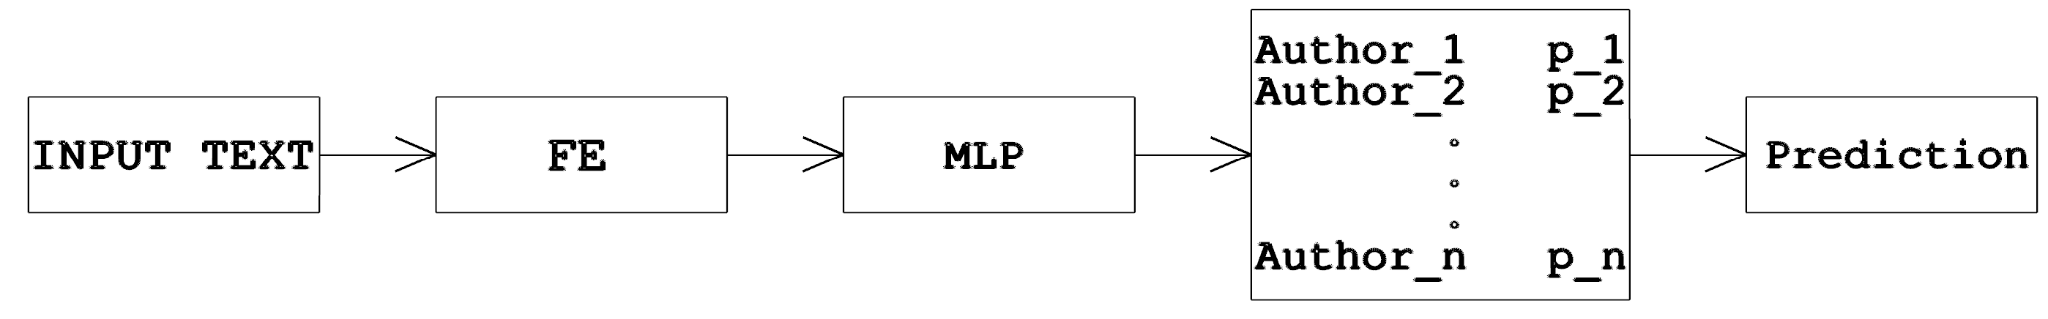 INPUT TEXT
FE
MLP
Author_1 p_1
Author_2 p_2
.
.
.
Author_n p_n
Prediction